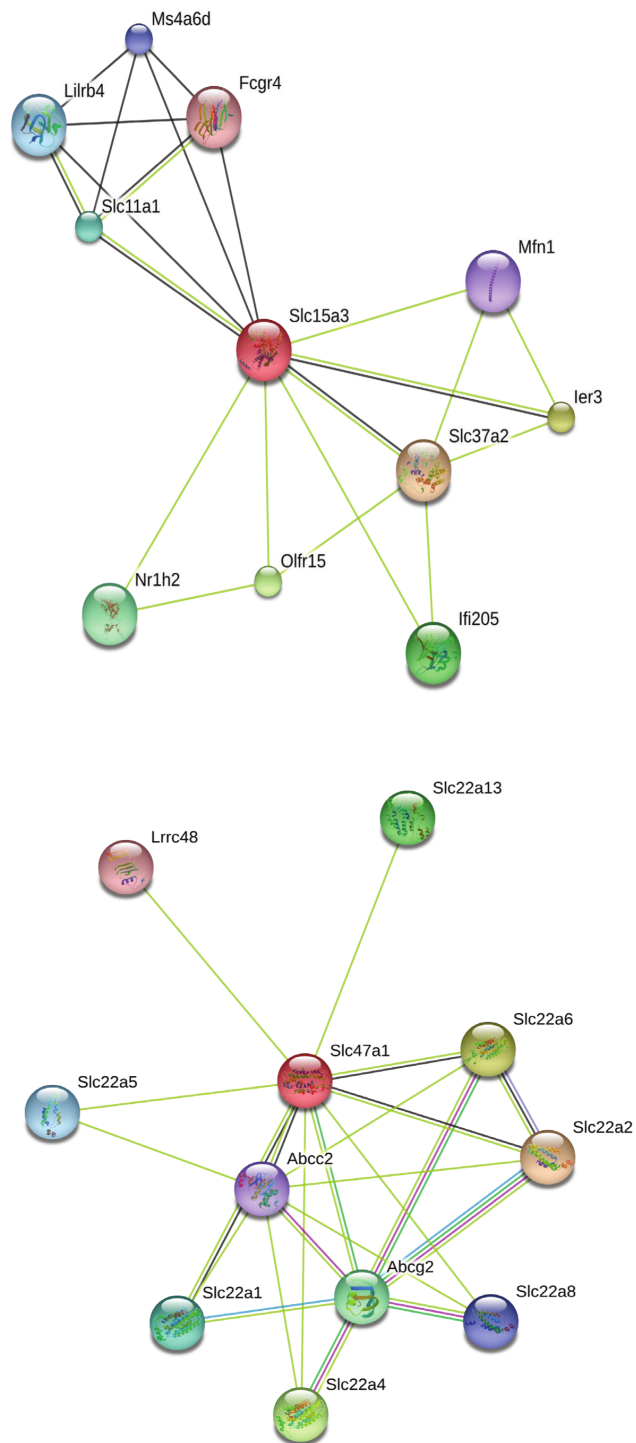 Ms4a6d
Lilrb4
Fcgr4
Slc11a1
Mfn1
Slc15a3
Ier3
Slc37a2
Olfr15
Nr1h2
Ifi205
Slc22a13
Lrrc48
Slc22a6
Slc47a1
Slc22a5
Slc22a2
Abcc2
Abcg2
Slc22a1
Slc22a8
Slc22a4